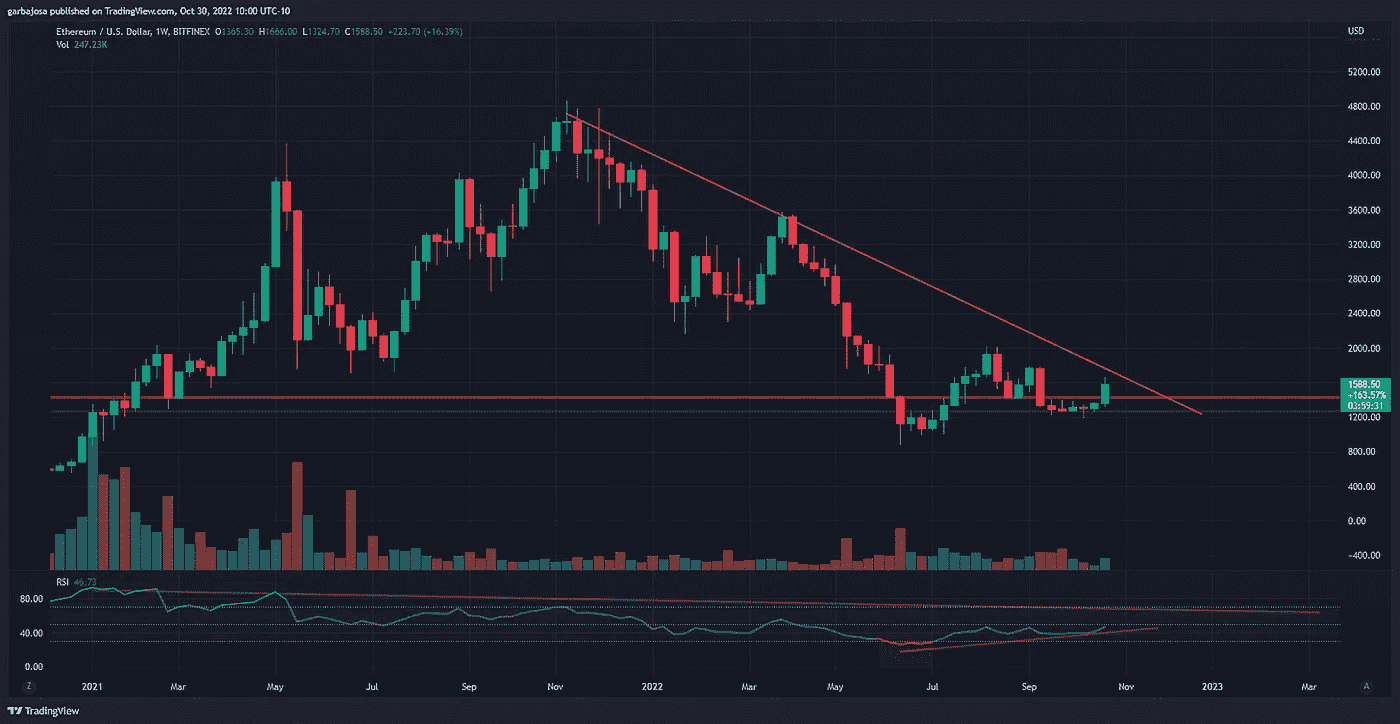 garbajosa published on TradingView.com, Oct 30, 2022 10:00 UTC-10
Ethereum / U.S. Dollar, 1W, BITFINEX O1365.30 H1666.00 L1324.70 C1588.50 +223.70 (+16.39%)
Vol 247.23K
USD
5200.00
4800.00
4400.00
4000.00
3600.00
3200.00
2800.00
2400.00
2000.00
1588.50
+163.57%
03:59:31
1200.00
800.00
400.00
0.00
−400.00
RSI 46.73
80.00
40.00
0.00
Z 2021 Mar May Jul Sep Nov 2022 Mar May Jul Sep Nov 2023 Mar A
TradingView